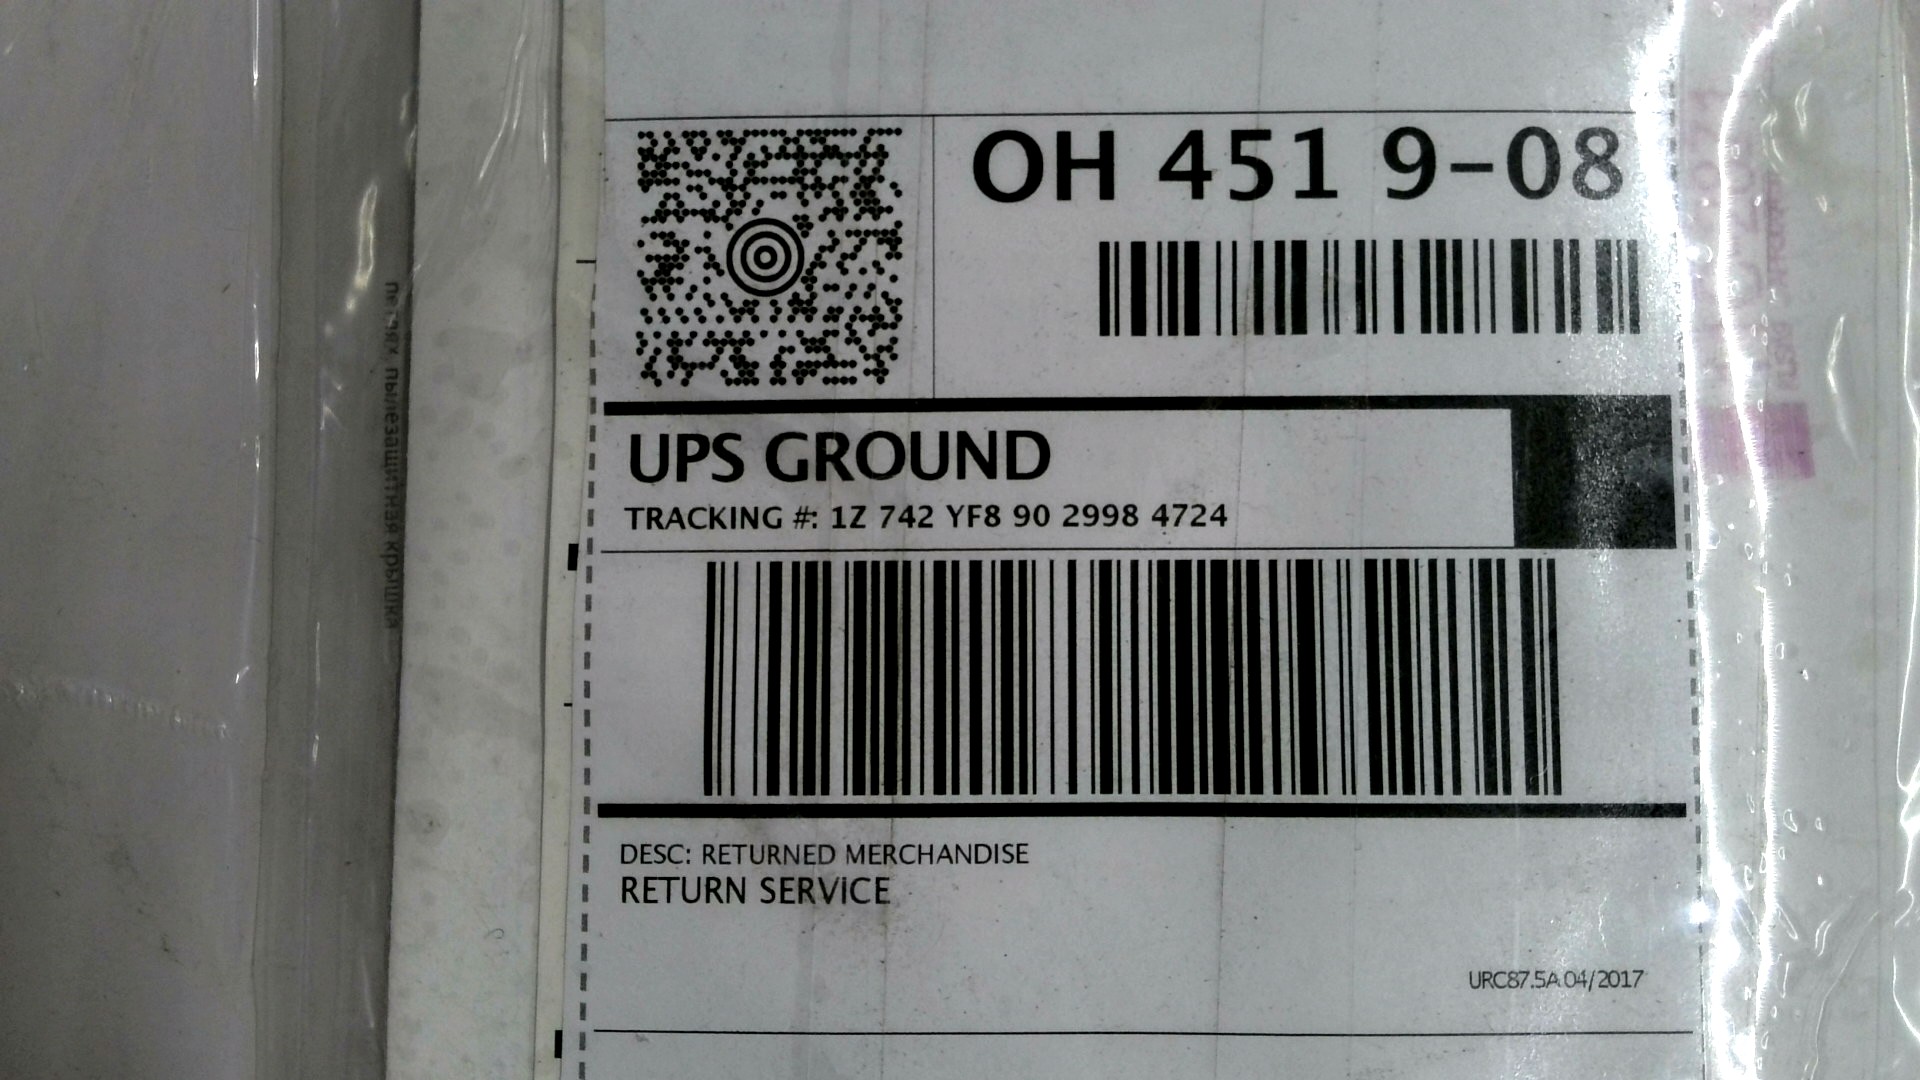 OH 451 9-08
UPS GROUND
TRACKING #: 1Z 742 YF8 90 2998 4724
DESC: RETURNED MERCHANDISE
RETURN SERVICE
URC87.5A 04/2017